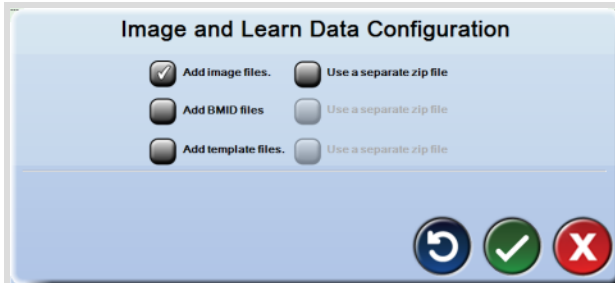 Image and Learn Data Configuration
Add image files. Use a separate zip file
Add BMID files Use a separate zip file
Add template files. Use a separate zip file